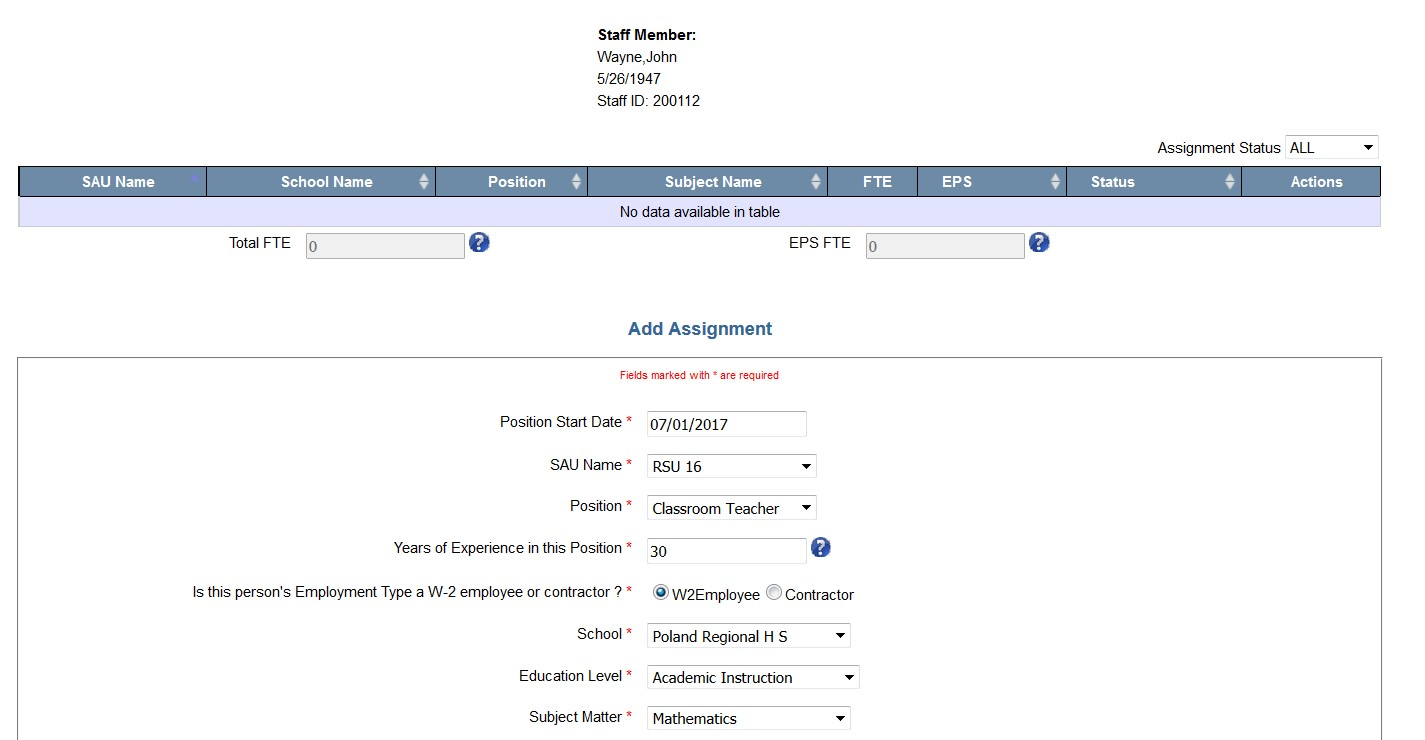 Staff Member:
Wayne,John
5/26/1947
Staff ID: 200112
Assignment Status ALL
SAU Name School Name Position Subject Name FTE EPS Status Actions
No data available in table
Total FTE 0 ? EPS FTE 0 ?
Add Assignment
Fields marked with * are required
Position Start Date * 07/01/2017
SAU Name * RSU 16
Position * Classroom Teacher
Years of Experience in this Position * 30 ?
Is this person's Employment Type a W-2 employee or contractor ? * W2Employee Contractor
School * Poland Regional H S
Education Level * Academic Instruction
Subject Matter * Mathematics